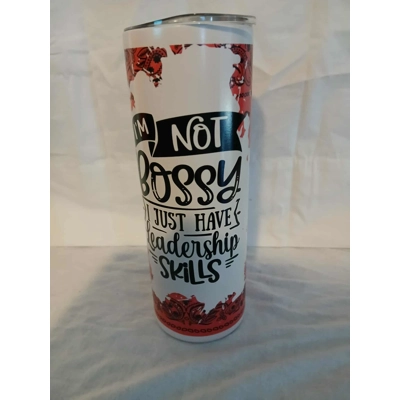 I'M NOT
BOSSY
I JUST HAVE
Leadership
SKILLS